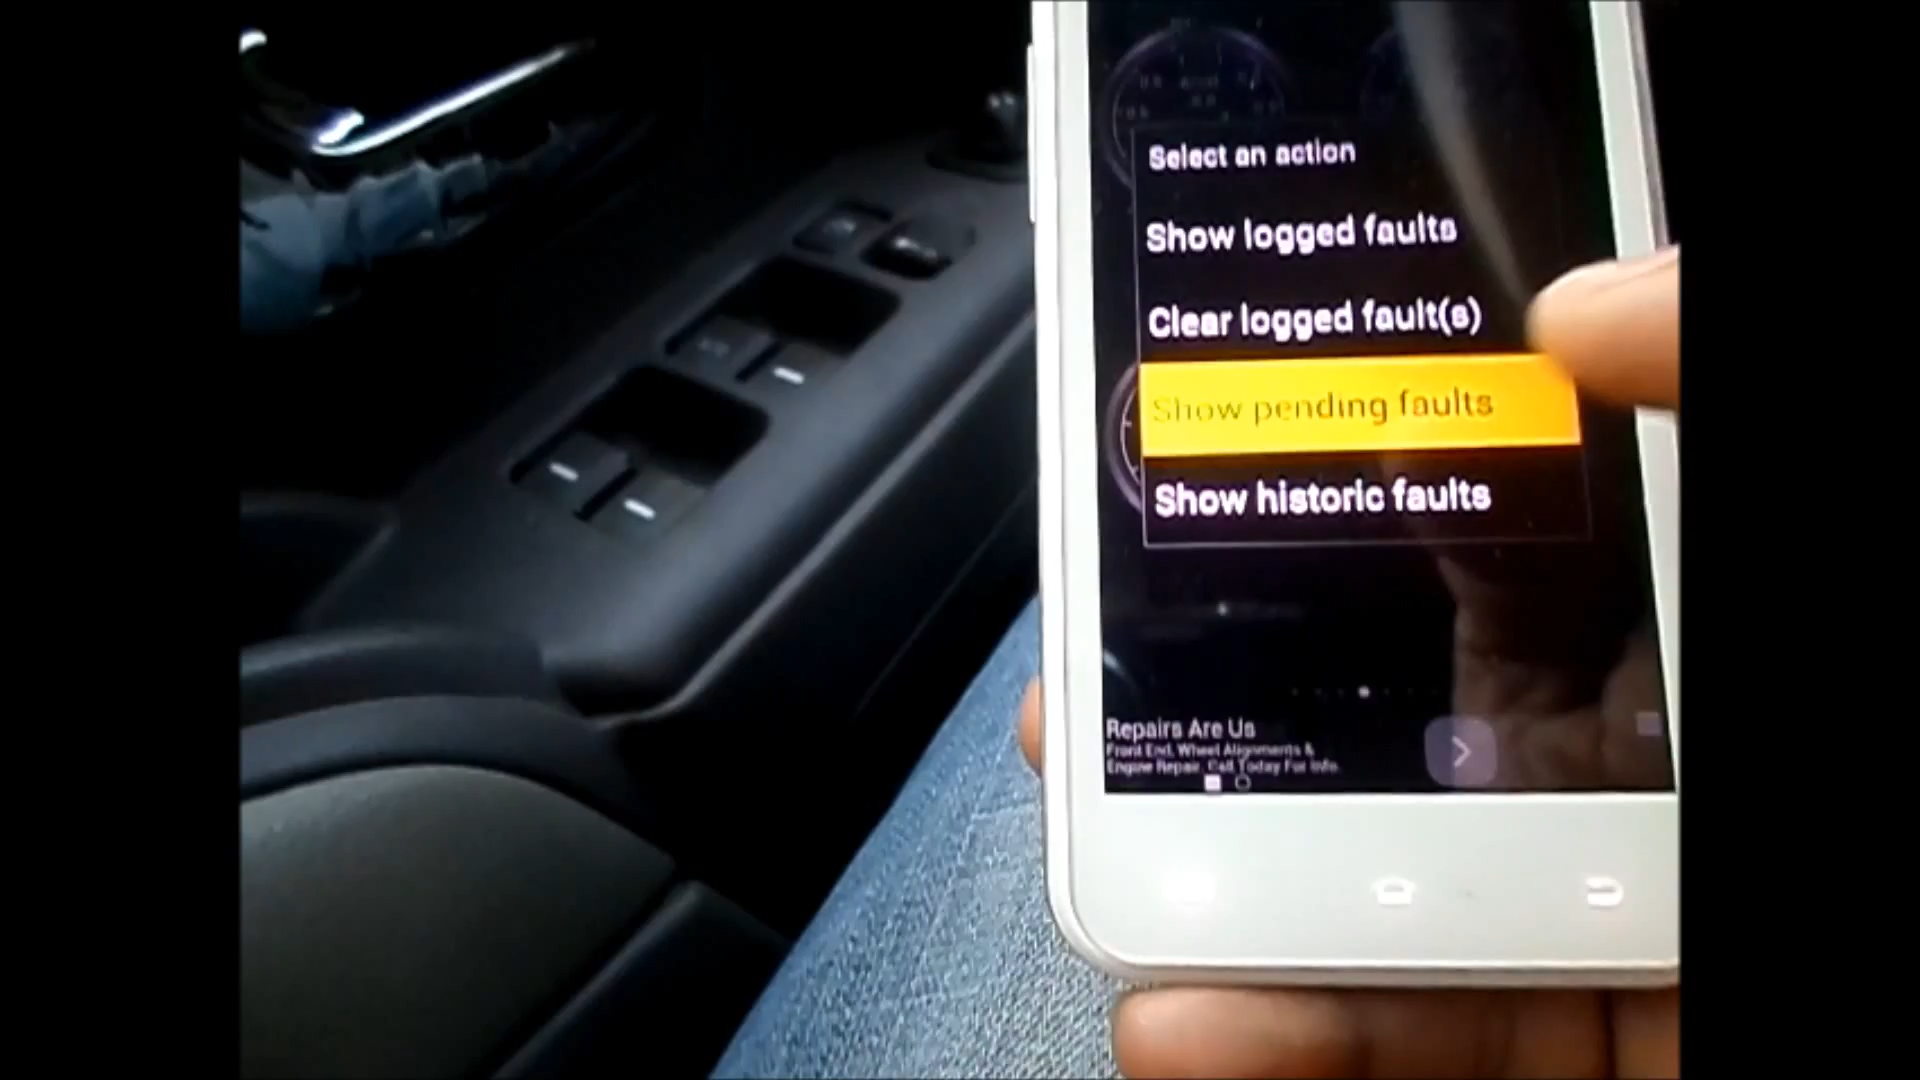 Select an action
Show logged faults
Clear logged fault(s)
Show pending faults
Show historic faults
Repairs Are Us
Front End, Wheel Alignments &
Engine Repair. Call Today For Info.